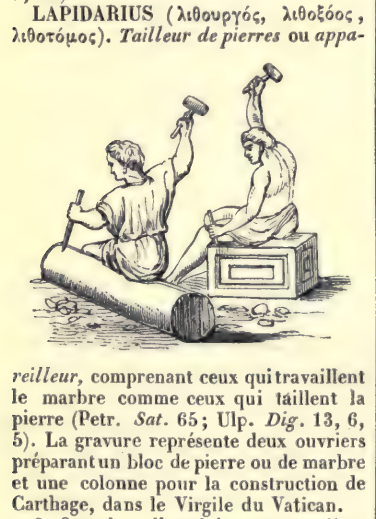 LAPIDARIUS (λιθουργός, λιθοξόος,
λιθοτόμος). Tailleur de pierres ou appa-
reilleur, comprenant ceux qui travaillent
le marbre comme ceux qui taillent la
pierre (Petr. Sat. 65; Ulp. Dig. 13, 6,
5). La gravure représente deux ouvriers
préparant un bloc de pierre ou de marbre
et une colonne pour la construction de
Carthage, dans le Virgile du Vatican.